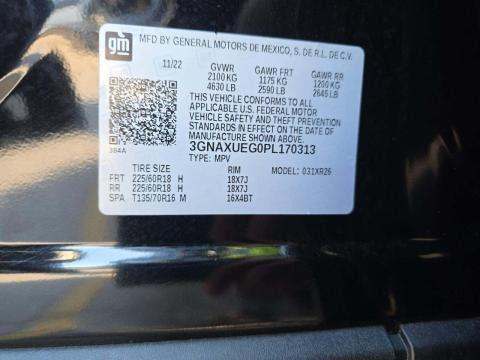 gm
MFD BY GENERAL MOTORS DE MEXICO, S. DE R.L. DE C.V.
11/22 GVWR GAWR FRT GAWR RR
2100 KG 1175 KG 1200 KG
4630 LB 2590 LB 2645 LB
THIS VEHICLE CONFORMS TO ALL
APPLICABLE U.S. FEDERAL MOTOR
VEHICLE SAFETY AND THEFT
PREVENTION STANDARDS IN EFFECT ON
THE DATE OF MANUFACTURE SHOWN
ABOVE.
3GNAXUEG0PL170313
TYPE: MPV MODEL: 031XR26
TIRE SIZE RIM
FRT 225/60R18 H 18X7J
RR 225/60R18 H 18X7J
SPA T135/70R16 M 16X4BT